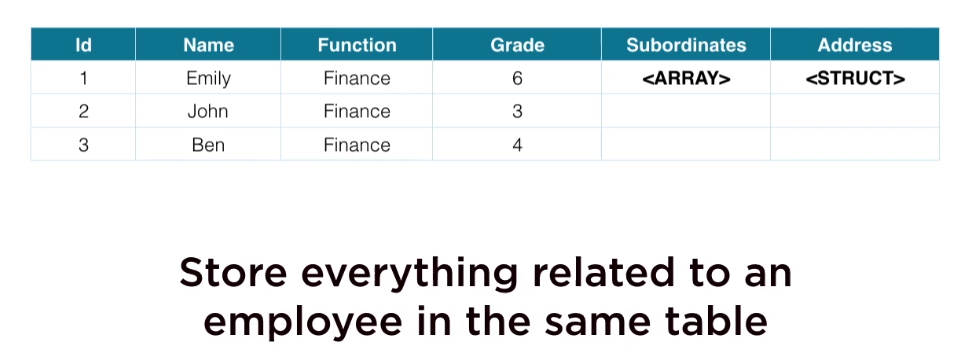 Id Name Function Grade Subordinates Address
1 Emily Finance 6 <ARRAY> <STRUCT>
2 John Finance 3
3 Ben Finance 4
Store everything related to an
employee in the same table